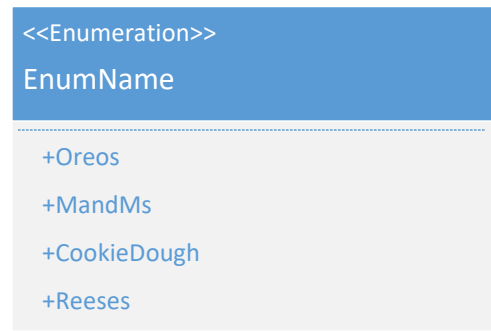 <<Enumeration>>
EnumName
+Oreos
+MandMs
+CookieDough
+Reeses